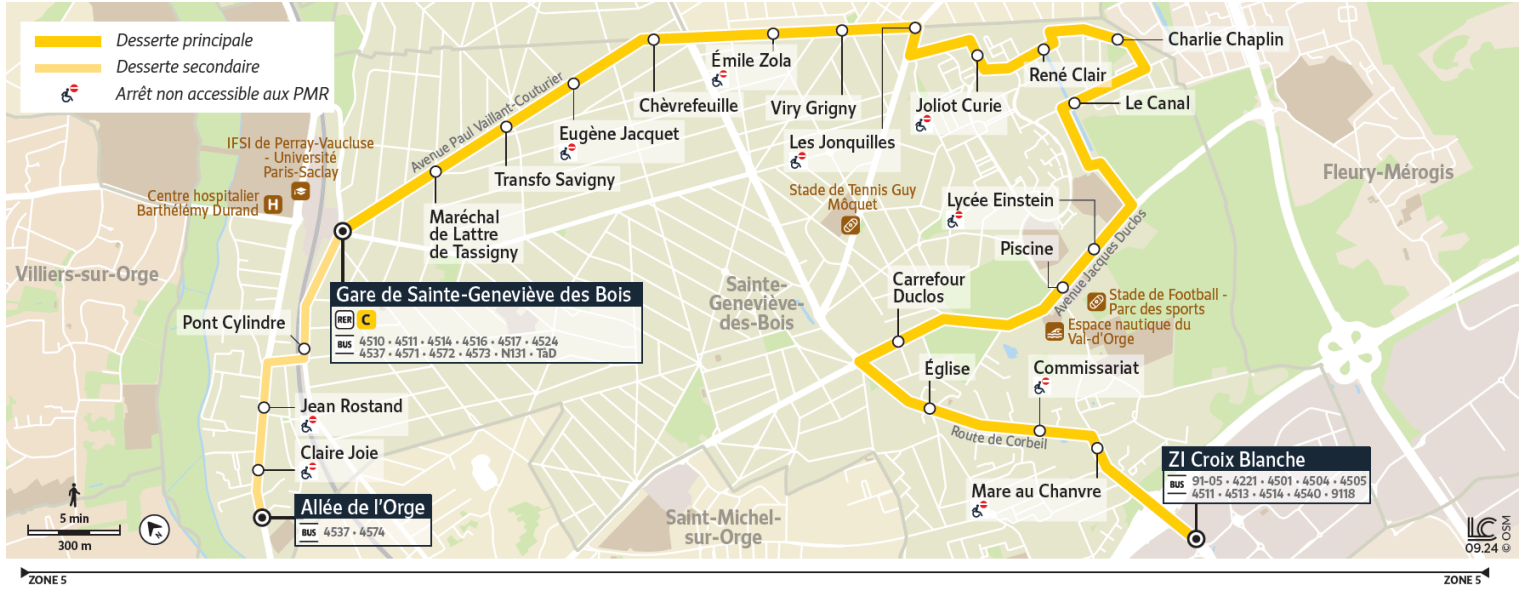 Desserte principale
Desserte secondaire
Arrêt non accessible aux PMR
IFSI de Perray-Vaucluse
- Université
Paris-Saclay
Centre hospitalier
Barthélémy Durand
H
Villiers-sur-Orge
Avenue Paul Vaillant-Couturier
Maréchal
de Lattre
de Tassigny
Transfo Savigny
Eugène Jacquet
Chèvrefeuille
Émile Zola
Viry Grigny
Les Jonquilles
Joliot Curie
René Clair
Charlie Chaplin
Le Canal
Fleury-Mérogis
Stade de Tennis Guy
Môquet
Lycée Einstein
Piscine
Avenue Jacques Duclos
Stade de Football -
Parc des sports
Espace nautique du
Val-d'Orge
Carrefour
Duclos
Sainte-
Geneviève-
des-Bois
Gare de Sainte-Geneviève des Bois
RER C
BUS 4510 • 4511 • 4514 • 4516 • 4517 • 4524
4537 • 4571 • 4572 • 4573 • N131 • TàD
Pont Cylindre
Jean Rostand
Claire Joie
Allée de l'Orge
BUS 4537 • 4574
Église
Commissariat
Route de Corbeil
Mare au Chanvre
ZI Croix Blanche
BUS 91-05 • 4221 • 4501 • 4504 • 4505
4511 • 4513 • 4514 • 4540 • 9118
Saint-Michel-
sur-Orge
5 min
300 m
N
LC
09.24 © OSM
ZONE 5
ZONE 5